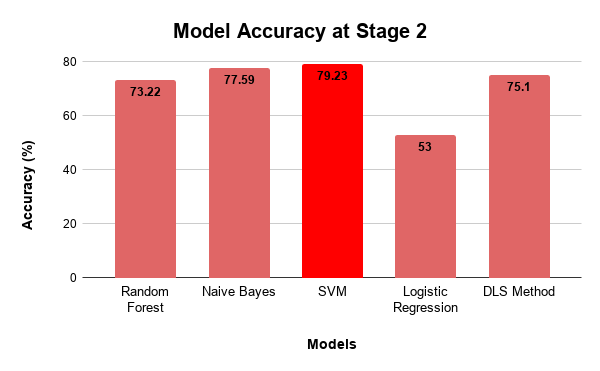 Model Accuracy at Stage 2
Accuracy (%)
80
60
40
20
0
73.22
77.59
79.23
53
75.1
Random
Forest
Naive Bayes
SVM
Logistic
Regression
DLS Method
Models